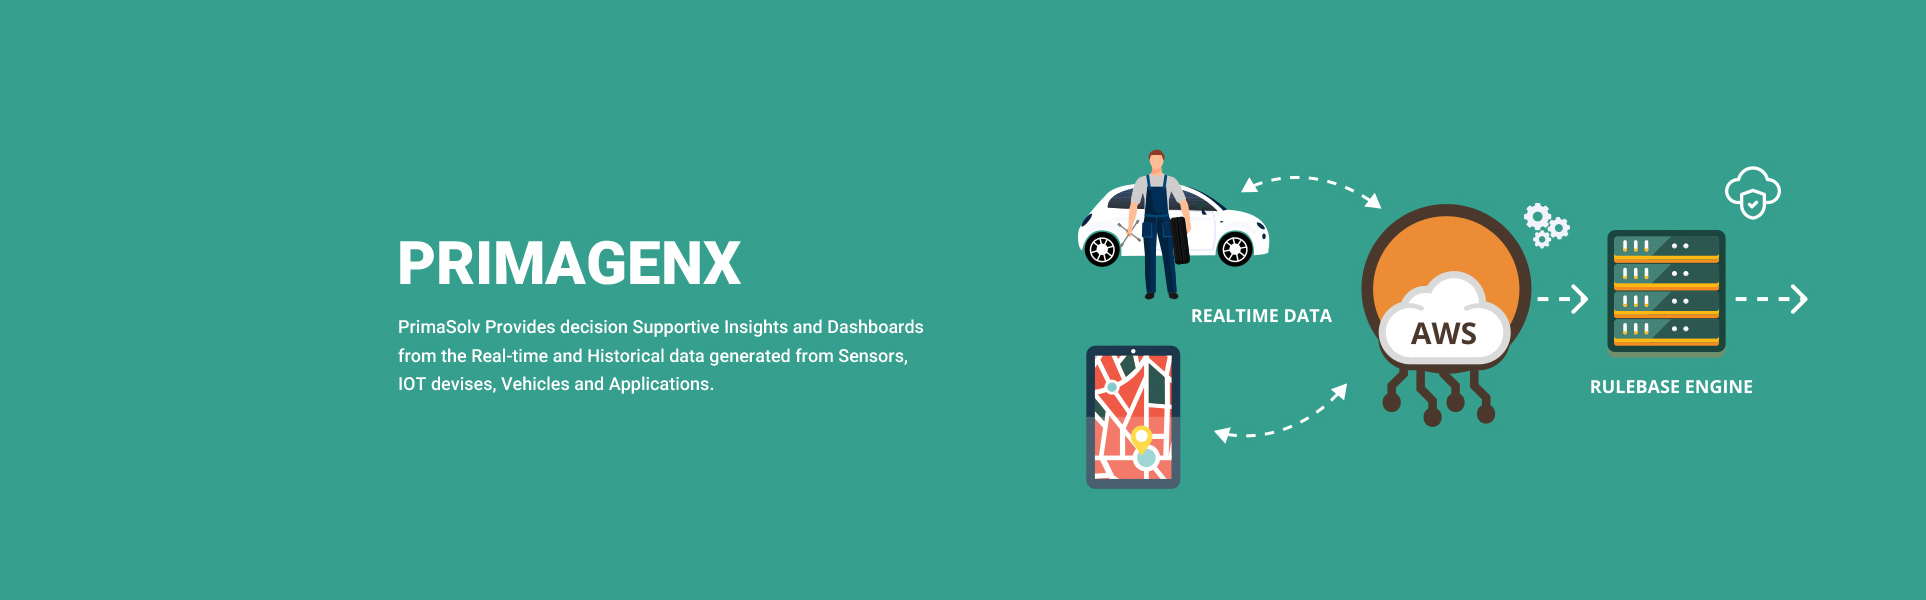 PRIMAGENX
PrimaSolv Provides decision Supportive Insights and Dashboards
from the Real-time and Historical data generated from Sensors,
IOT devises, Vehicles and Applications.
REALTIME DATA
AWS
RULEBASE ENGINE